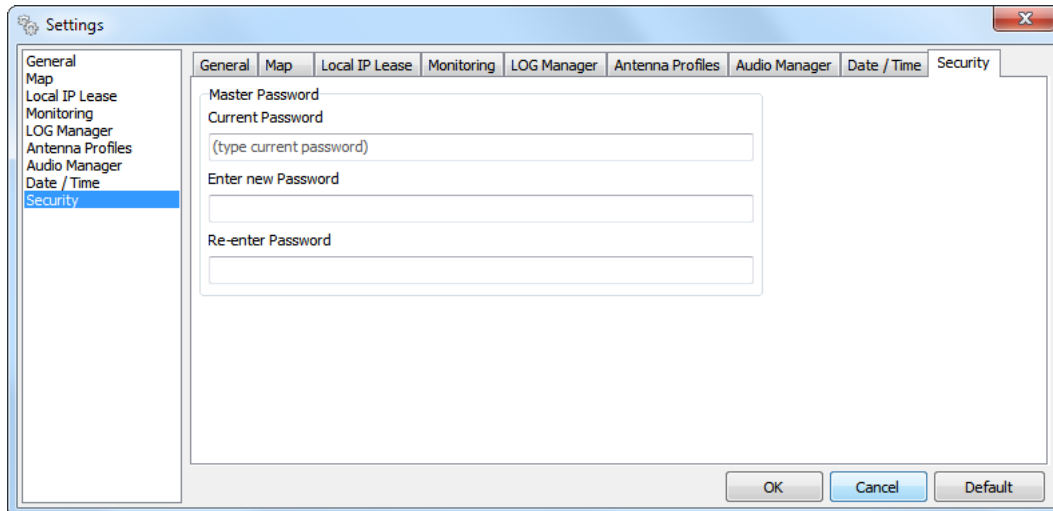 Settings
General
Map
Local IP Lease
Monitoring
LOG Manager
Antenna Profiles
Audio Manager
Date / Time
Security
General Map Local IP Lease Monitoring LOG Manager Antenna Profiles Audio Manager Date / Time Security
Master Password
Current Password
(type current password)
Enter new Password
Re-enter Password
OK Cancel Default